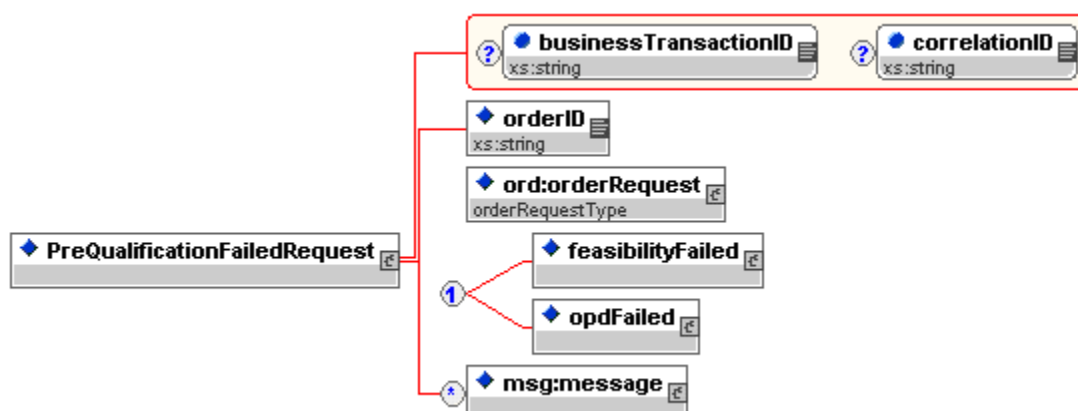 ? businessTransactionID ? correlationID
xs:string xs:string
orderID
xs:string
ord:orderRequest
orderRequestType
PreQualificationFailedRequest
feasibilityFailed
1
opdFailed
* msg:message